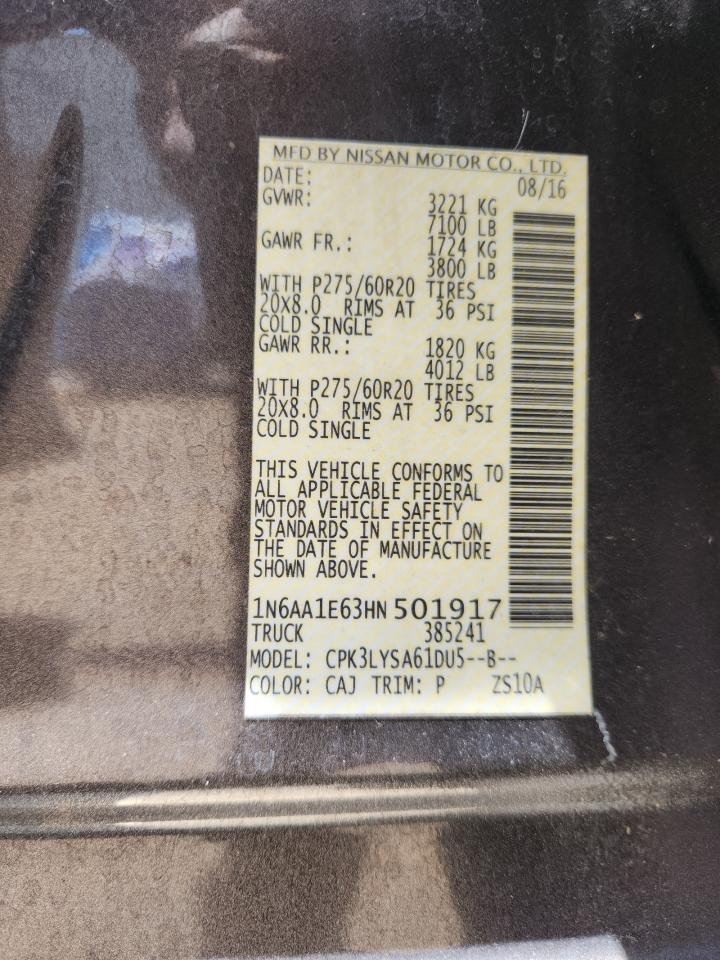 MFD BY NISSAN MOTOR CO., LTD.
DATE: 08/16
GVWR: 3221 KG
7100 LB
GAWR FR.: 1724 KG
3800 LB
WITH P275/60R20 TIRES
20X8.0 RIMS AT 36 PSI
COLD SINGLE
GAWR RR.: 1820 KG
4012 LB
WITH P275/60R20 TIRES
20X8.0 RIMS AT 36 PSI
COLD SINGLE
THIS VEHICLE CONFORMS TO
ALL APPLICABLE FEDERAL
MOTOR VEHICLE SAFETY
STANDARDS IN EFFECT ON
THE DATE OF MANUFACTURE
SHOWN ABOVE.
1N6AA1E63HN 501917
TRUCK 385241
MODEL: CPK3LYSA61DU5--B--
COLOR: CAJ TRIM: P ZS10A